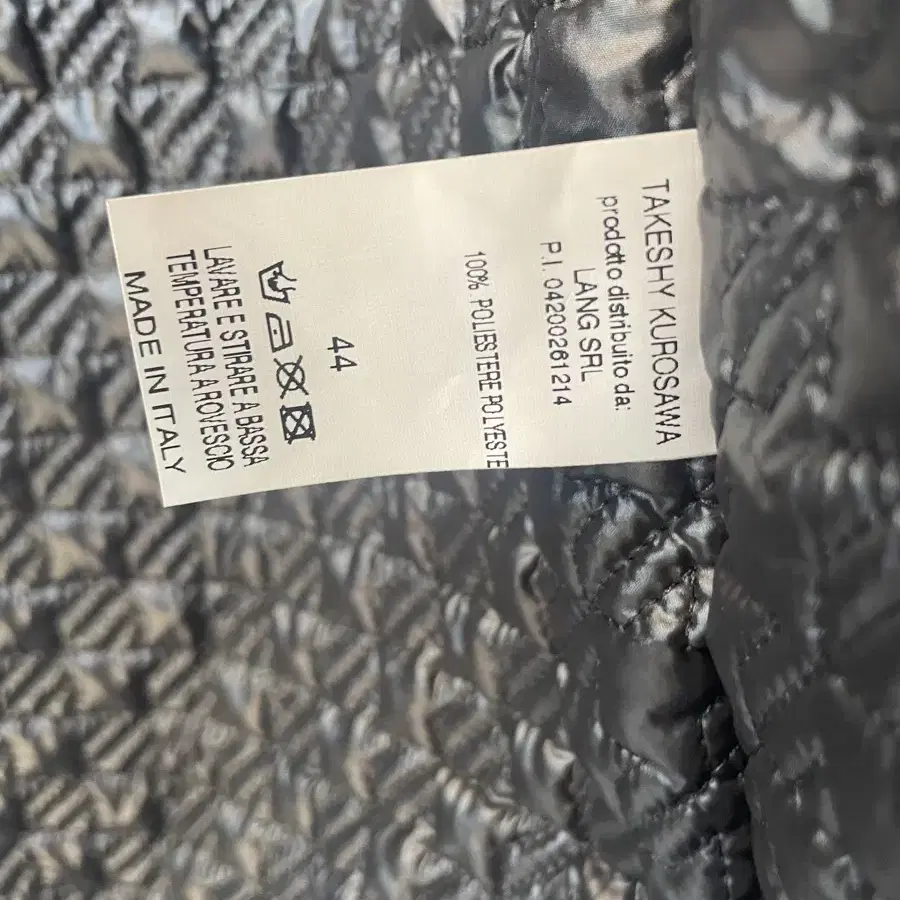 TAKESHY KUROSAWA
prodotto distribuito da:
LANG SRL
P.I. 04200261214
100% POLIESTERE POLYESTE
44
LAVARE E STIRARE A BASSA
TEMPERATURA A ROVESCIO
MADE IN ITALY